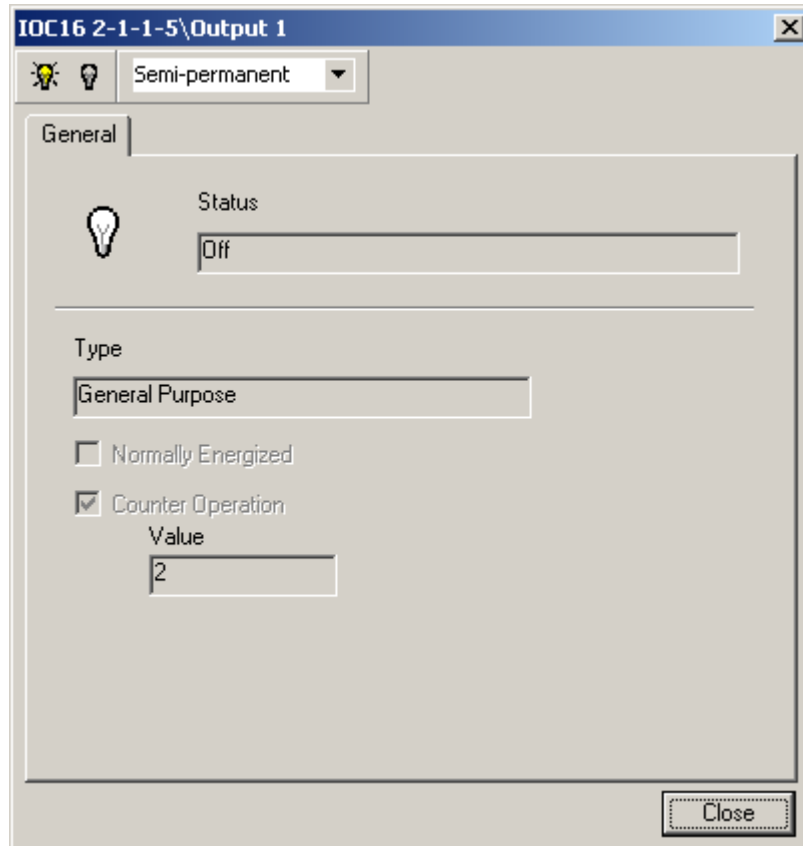 IOC16 2-1-1-5\Output 1
Semi-permanent
General
Status
Off
Type
General Purpose
Normally Energized
Counter Operation
Value
2
Close